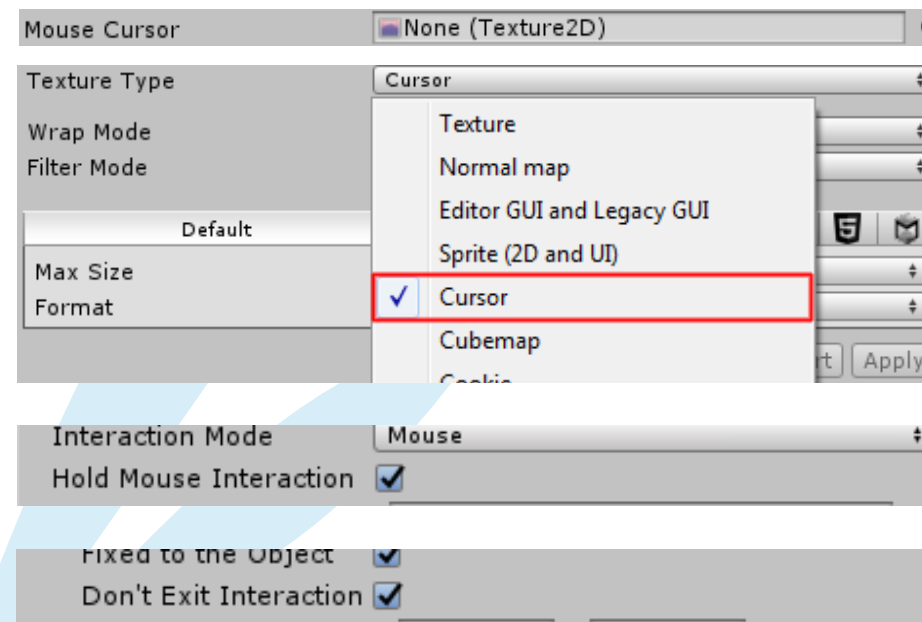 Mouse Cursor None (Texture2D)
Texture Type Cursor
Wrap Mode
Filter Mode
Texture
Normal map
Editor GUI and Legacy GUI
Sprite (2D and UI)
Cursor
Cubemap
Cookie
Default
Max Size
Format
Apply
Interaction Mode Mouse
Hold Mouse Interaction
Fixed to the Object
Don't Exit Interaction